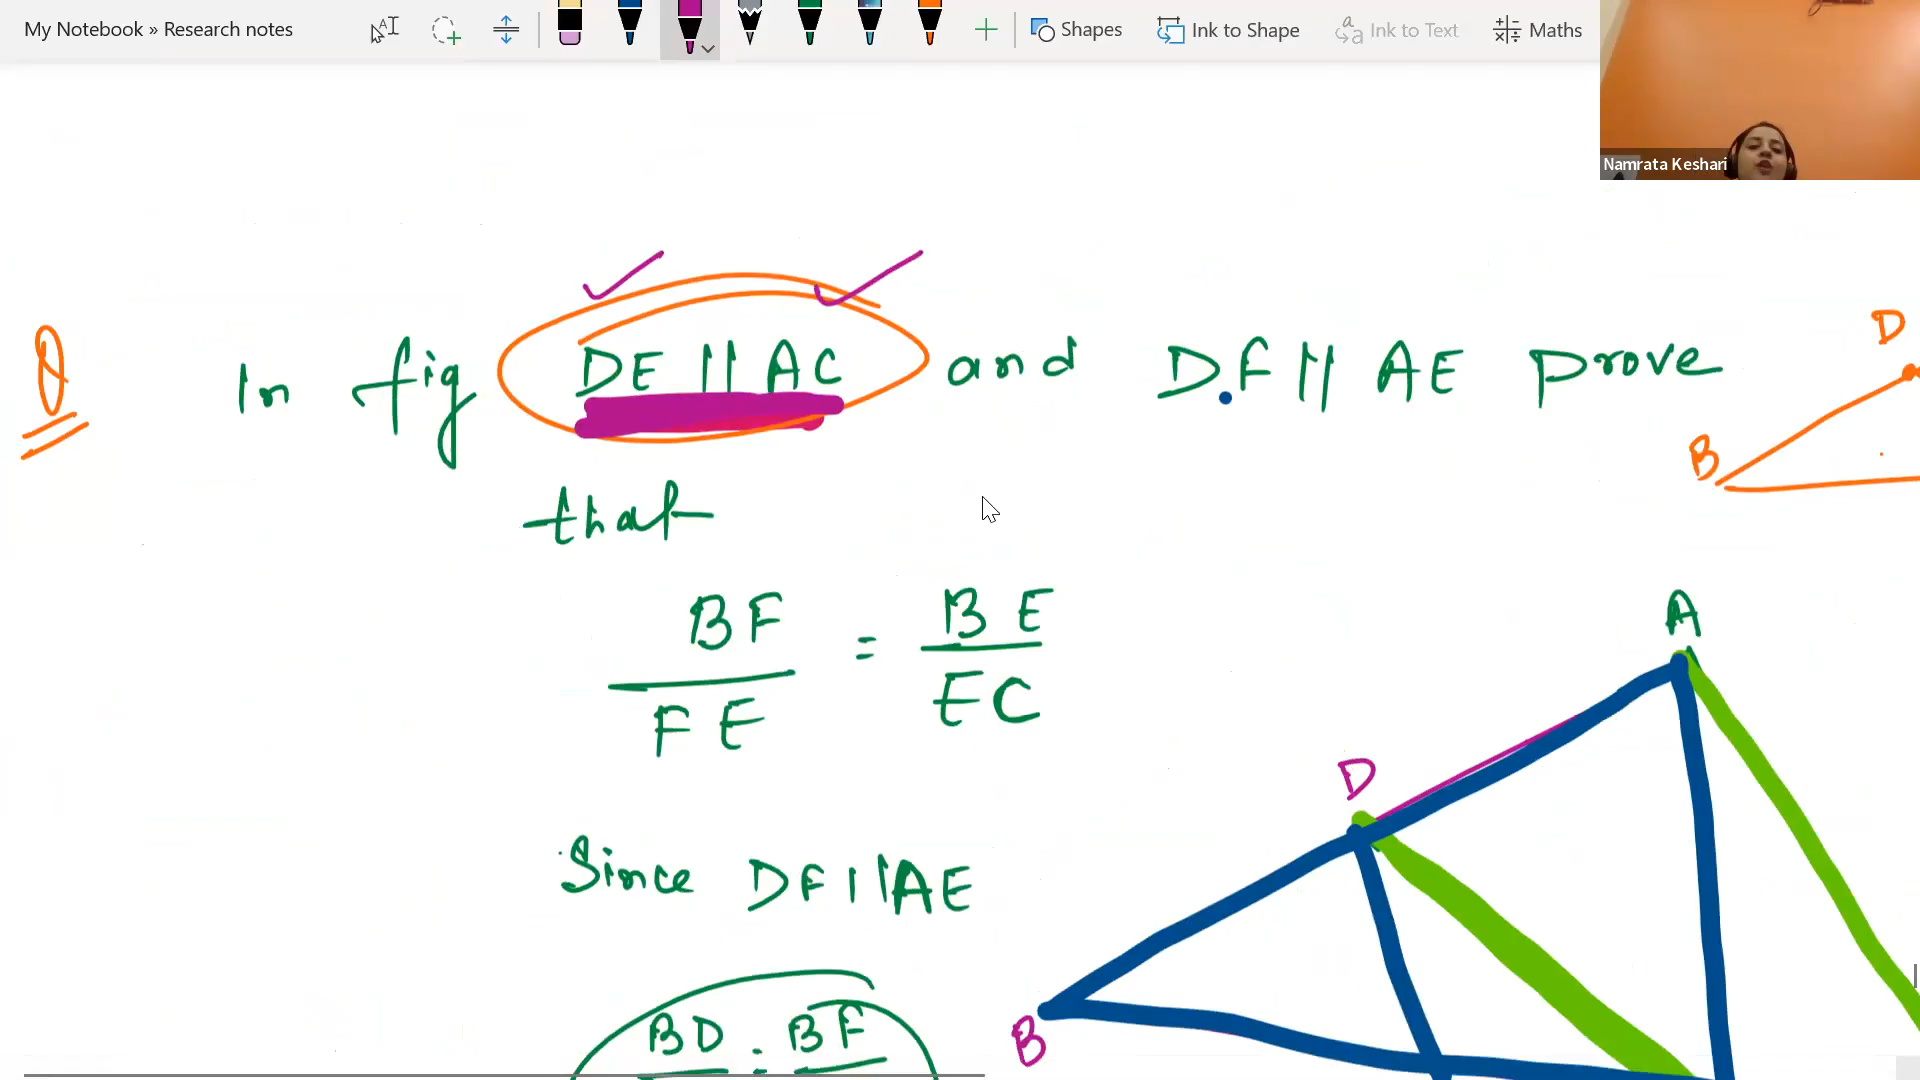 My Notebook » Research notes
Shapes
Ink to Shape
Ink to Text
Maths
Namrata Keshari
Q In fig DE || AC and DF || AE prove
that
BF = BE
FE EC
Since DF || AE
BD = BF
D
B
A
D
B